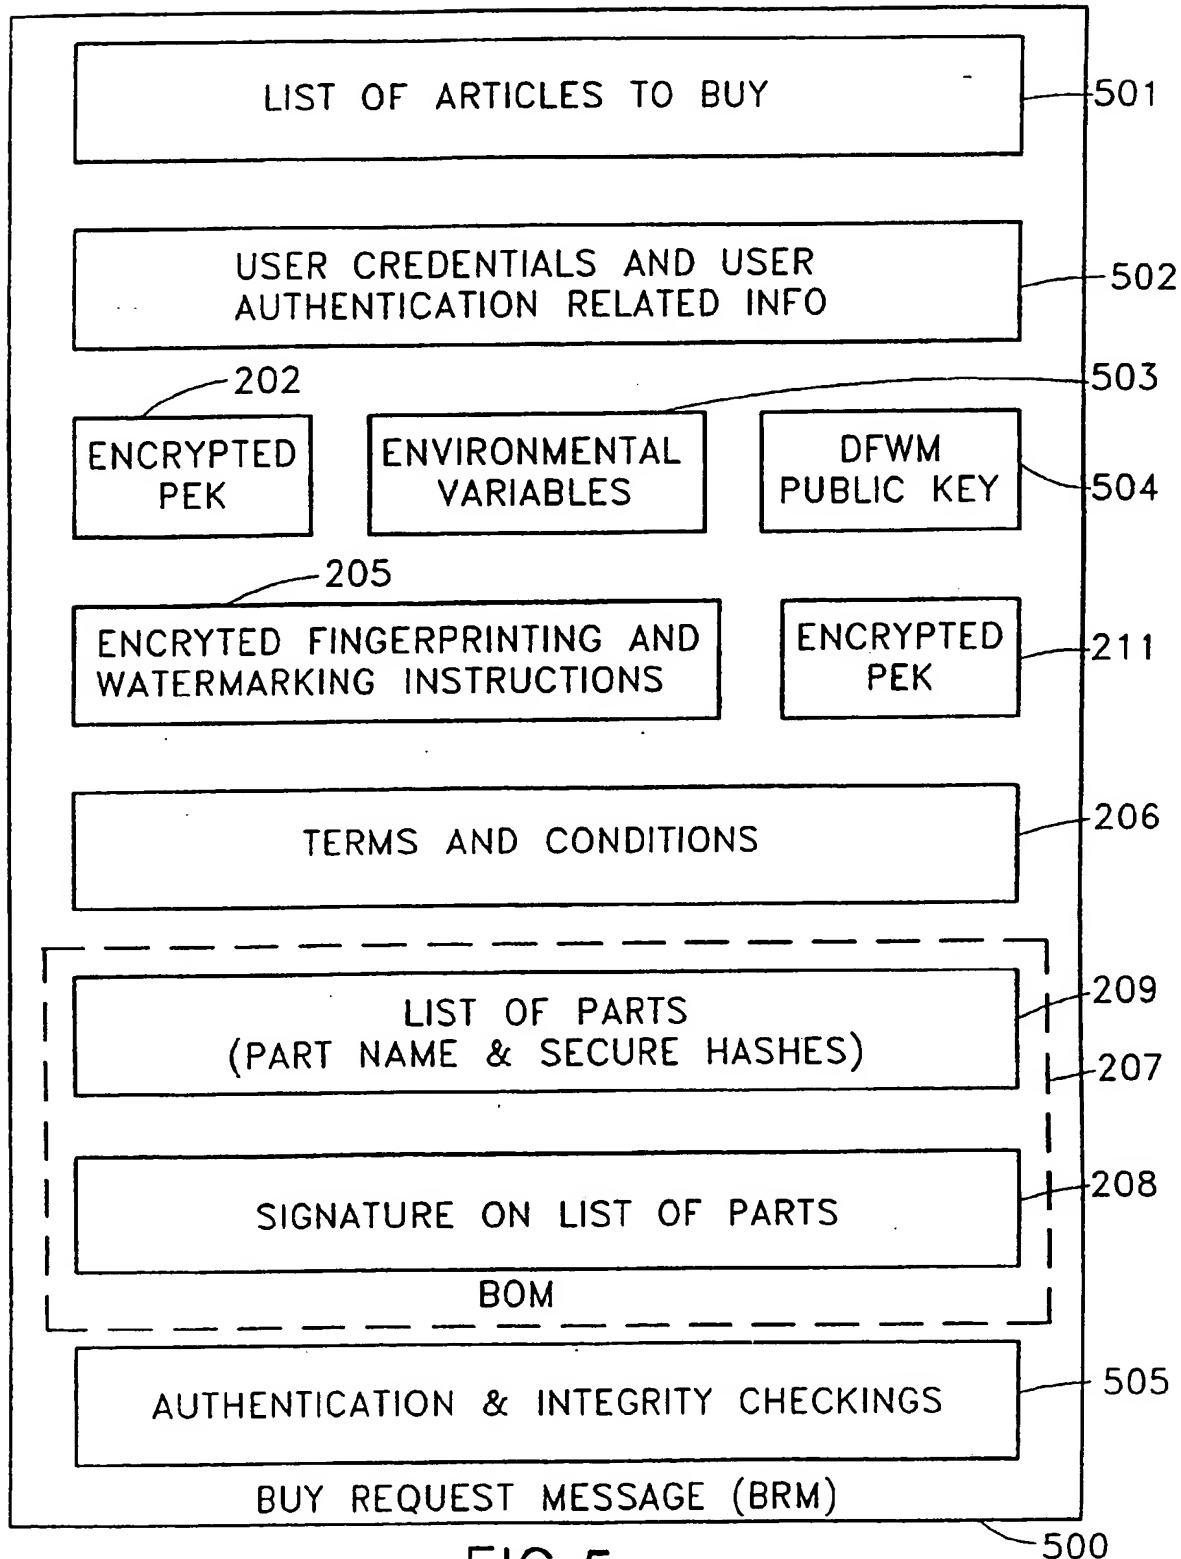 LIST OF ARTICLES TO BUY
501
USER CREDENTIALS AND USER
AUTHENTICATION RELATED INFO
502
202
503
ENCRYPTED
PEK
ENVIRONMENTAL
VARIABLES
DFWM
PUBLIC KEY
504
205
ENCRYTED FINGERPRINTING AND
WATERMARKING INSTRUCTIONS
ENCRYPTED
PEK
211
TERMS AND CONDITIONS
206
LIST OF PARTS
(PART NAME & SECURE HASHES)
209
207
SIGNATURE ON LIST OF PARTS
208
BOM
AUTHENTICATION & INTEGRITY CHECKINGS
505
BUY REQUEST MESSAGE (BRM)
500
FIG.5